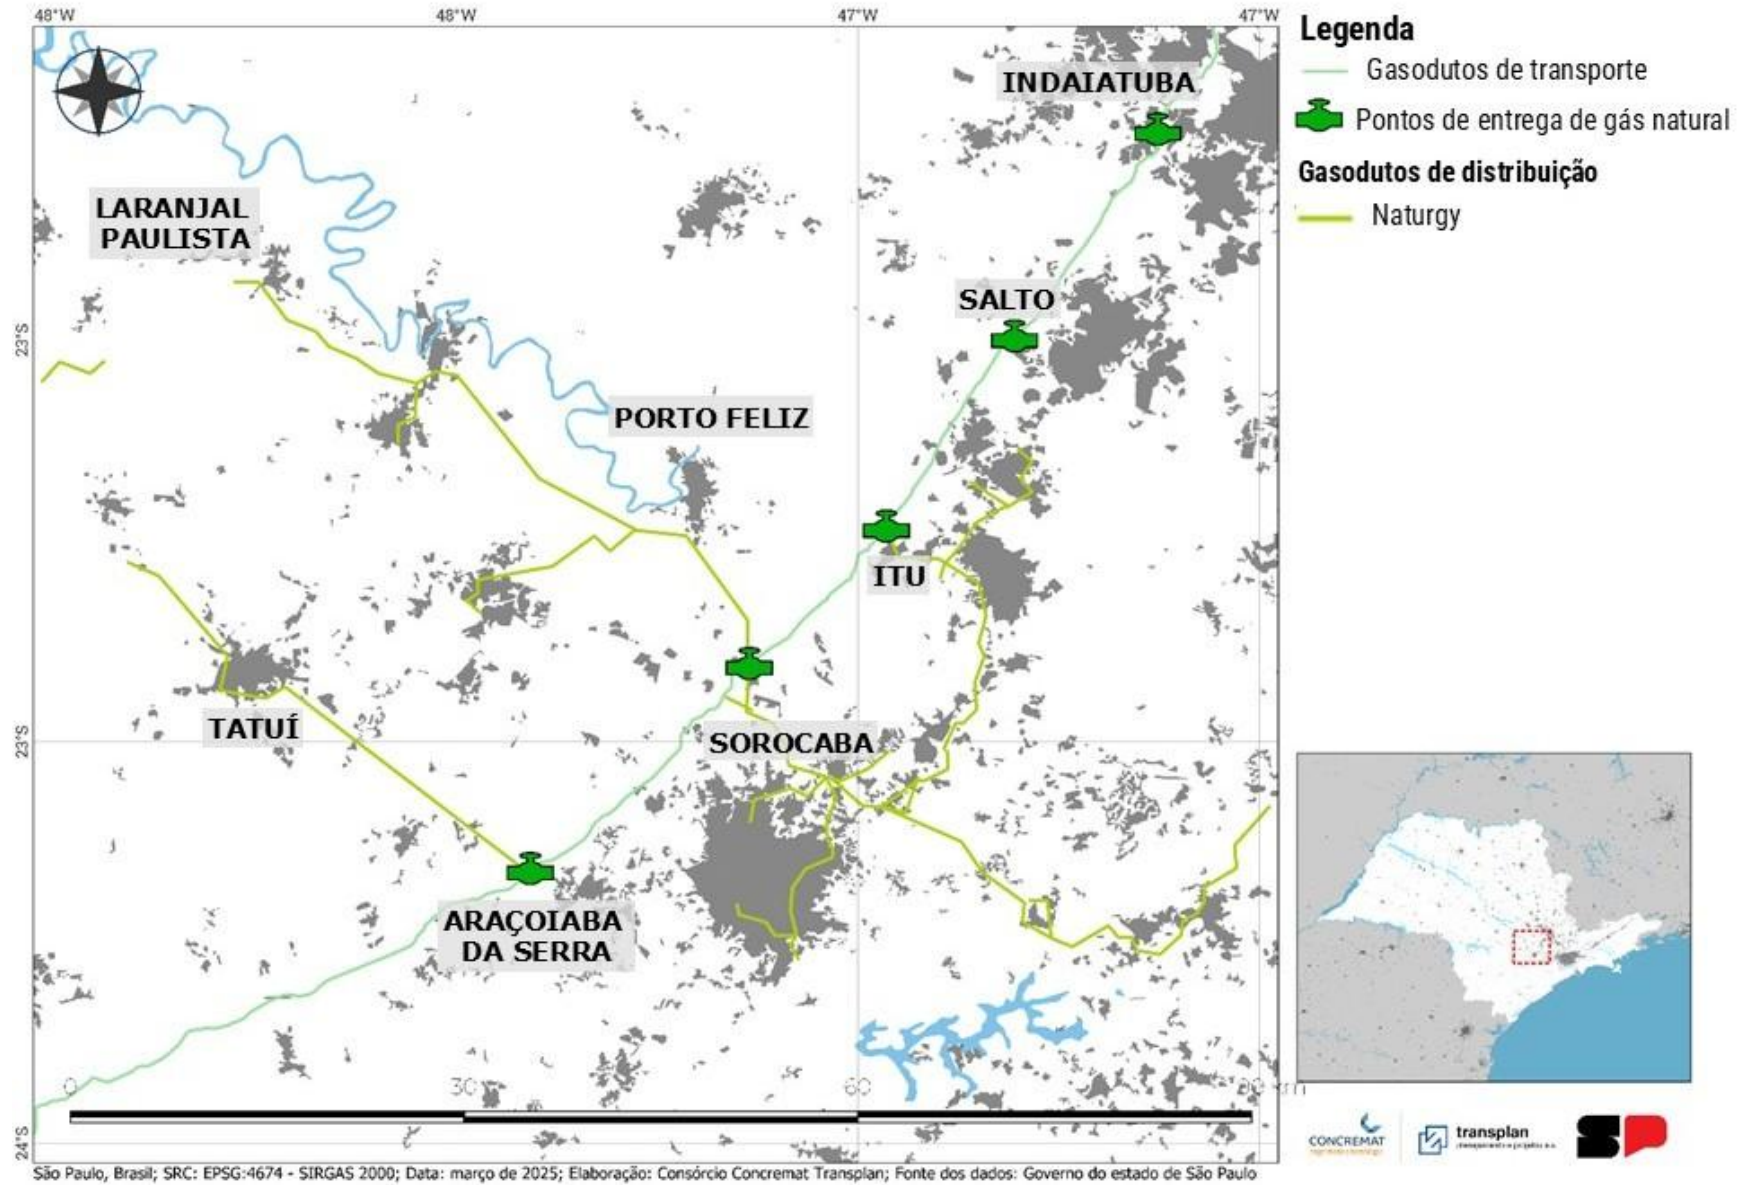 48°W 48°W 47°W 47°W
Legenda
Gasodutos de transporte
Pontos de entrega de gás natural
Gasodutos de distribuição
Naturgy
INDAIATUBA
LARANJAL
PAULISTA
SALTO
23°S
PORTO FELIZ
ITU
TATUÍ
SOROCABA
23°S
ARAÇOIABA
DA SERRA
0 30 60
24°S
CONCREMAT
transplan
SP
São Paulo, Brasil; SRC: EPSG:4674 - SIRGAS 2000; Data: março de 2025; Elaboração: Consórcio Concremat Transplan; Fonte dos dados: Governo do estado de São Paulo